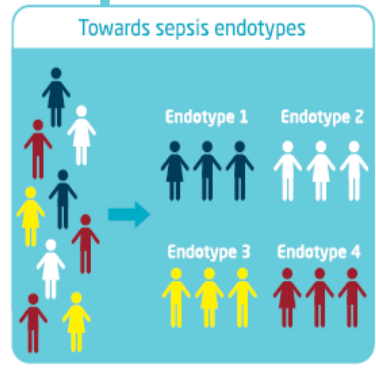 Towards sepsis endotypes
Endotype 1
Endotype 2
Endotype 3
Endotype 4